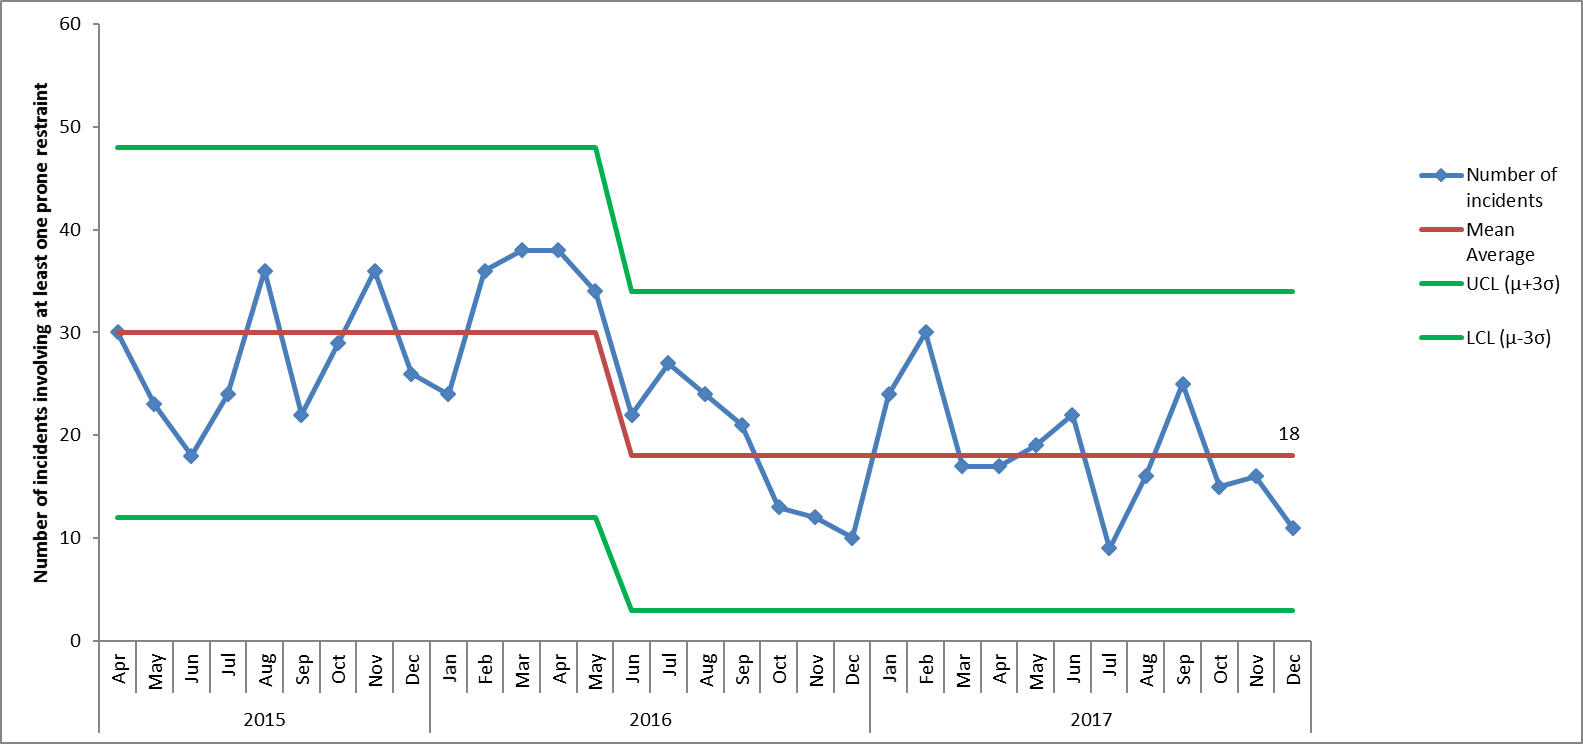 Number of incidents involving at least one prone restraint
60
50
40
30
20
10
0
18
Apr May Jun Jul Aug Sep Oct Nov Dec Jan Feb Mar Apr May Jun Jul Aug Sep Oct Nov Dec Jan Feb Mar Apr May Jun Jul Aug Sep Oct Nov Dec
2015 2016 2017
Number of
incidents
Mean
Average
UCL (μ+3σ)
LCL (μ-3σ)